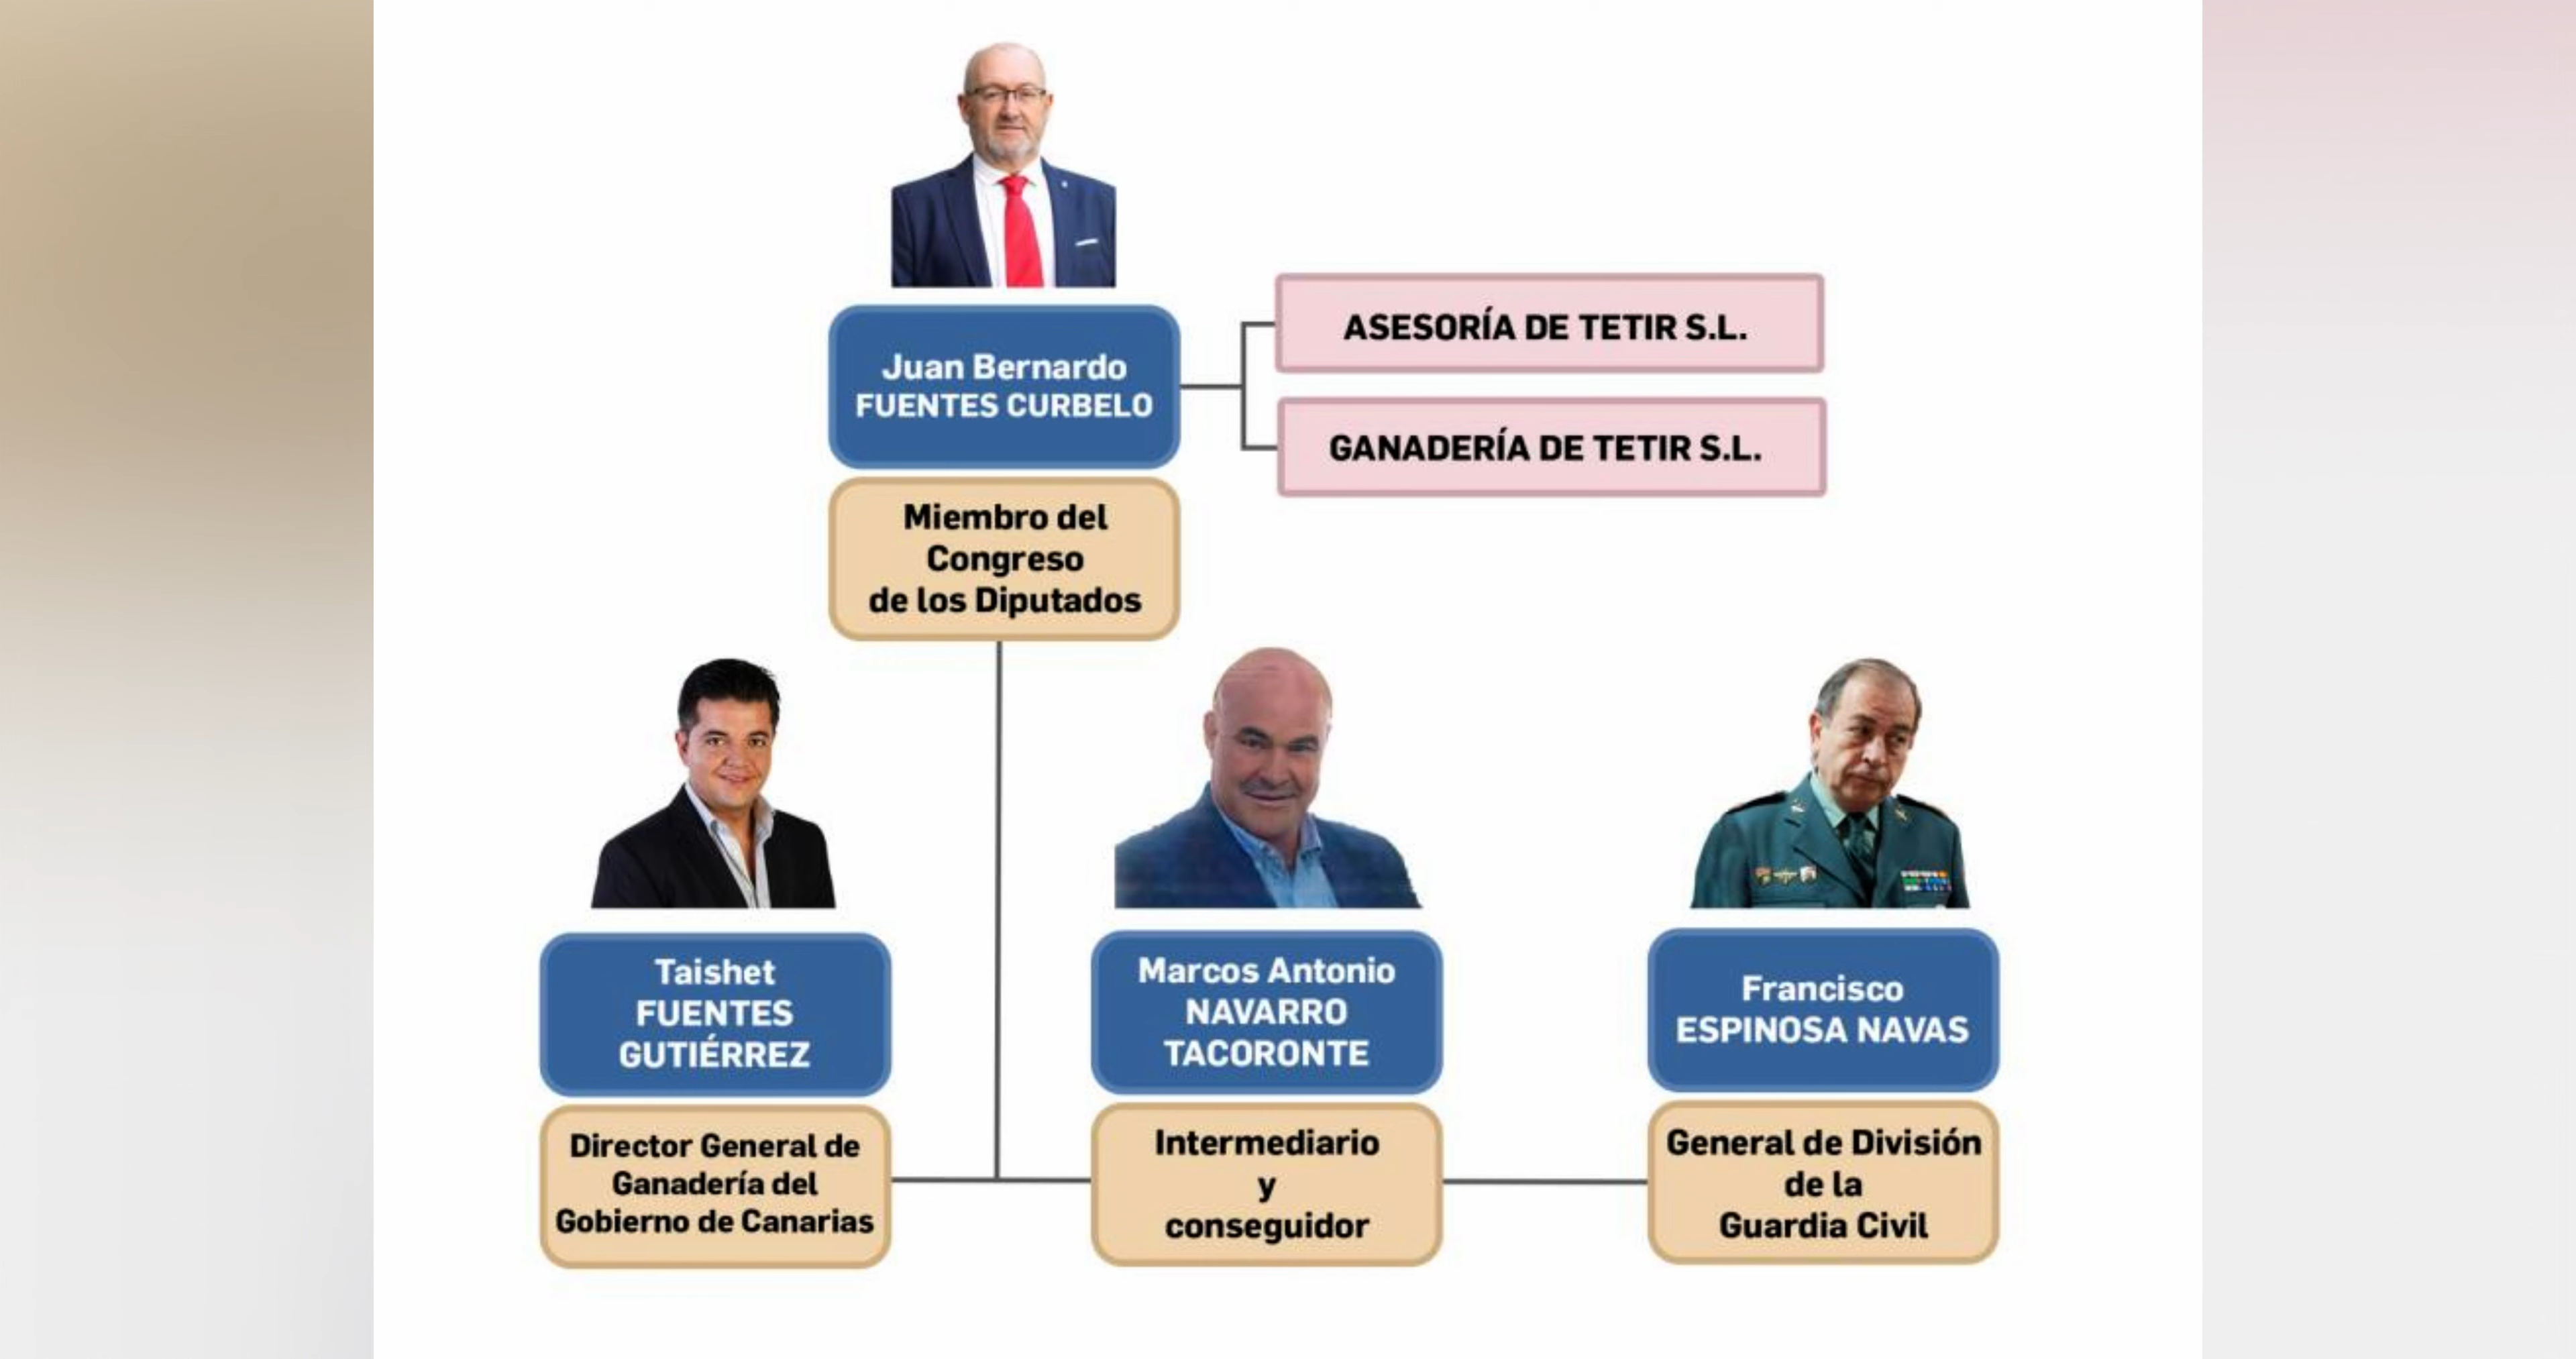 Juan Bernardo
FUENTES CURBELO
ASESORÍA DE TETIR S.L.
GANADERÍA DE TETIR S.L.
Miembro del
Congreso
de los Diputados
Taishet
FUENTES
GUTIÉRREZ
Director General de
Ganadería del
Gobierno de Canarias
Marcos Antonio
NAVARRO
TACORONTE
Intermediario
y
conseguidor
Francisco
ESPINOSA NAVAS
General de División
de la
Guardia Civil